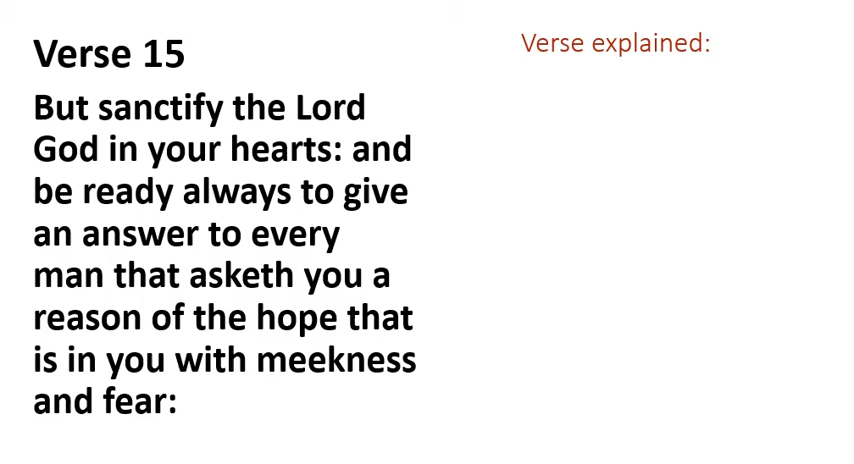 Verse 15
But sanctify the Lord
God in your hearts: and
be ready always to give
an answer to every
man that asketh you a
reason of the hope that
is in you with meekness
and fear:
Verse explained: